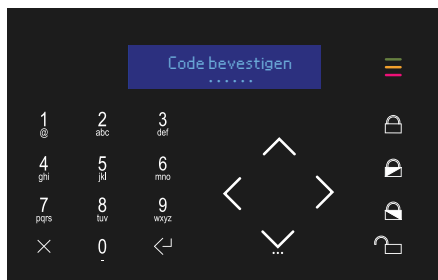 Code bevestigen
......
1 2 3
@ abc def
4 5 6
ghi jkl mno
7 8 9
pqrs tuv wxyz
0
-
...